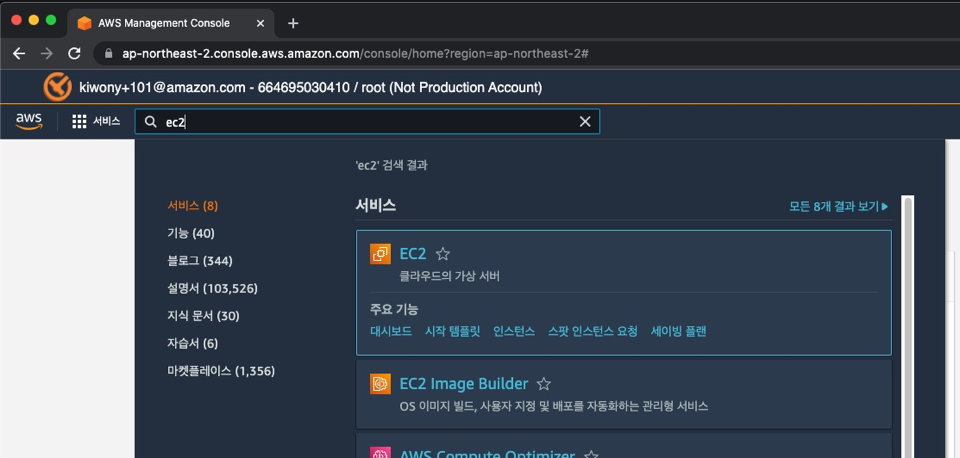 AWS Management Console
ap-northeast-2.console.aws.amazon.com/console/home?region=ap-northeast-2#
kiwony+101@amazon.com - 664695030410 / root (Not Production Account)
aws
서비스
ec2
'ec2' 검색 결과
서비스 (8)
기능 (40)
블로그 (344)
설명서 (103,526)
지식 문서 (30)
자습서 (6)
마켓플레이스 (1,356)
서비스
모든 8개 결과 보기
EC2
클라우드의 가상 서버
주요 기능
대시보드 시작 템플릿 인스턴스 스팟 인스턴스 요청 세이빙 플랜
EC2 Image Builder
OS 이미지 빌드, 사용자 지정 및 배포를 자동화하는 관리형 서비스
AWS Compute Optimizer